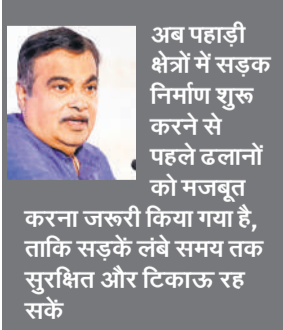 अब पहाड़ी
क्षेत्रों में सड़क
निर्माण शुरू
करने से
पहले ढलानों
को मजबूत
करना जरूरी किया गया है,
ताकि सड़कें लंबे समय तक
सुरक्षित और टिकाऊ रह
सकें